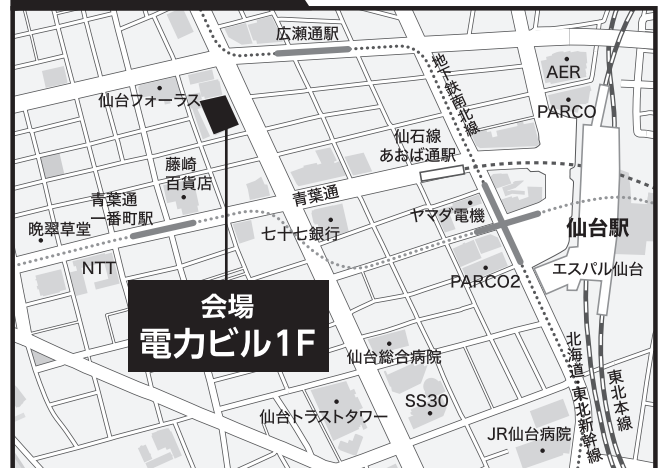 広瀬通駅
地下鉄南北線
AER
PARCO
仙台フォーラス
仙石線
あおば通駅
藤崎
百貨店
青葉通
青葉通
一番町駅
ヤマダ電機
晩翠草堂
七十七銀行
仙台駅
NTT
PARCO2
エスパル仙台
会場
電力ビル1F
仙台総合病院
北海道・東北新幹線
東北本線
SS30
仙台トラストタワー
JR仙台病院